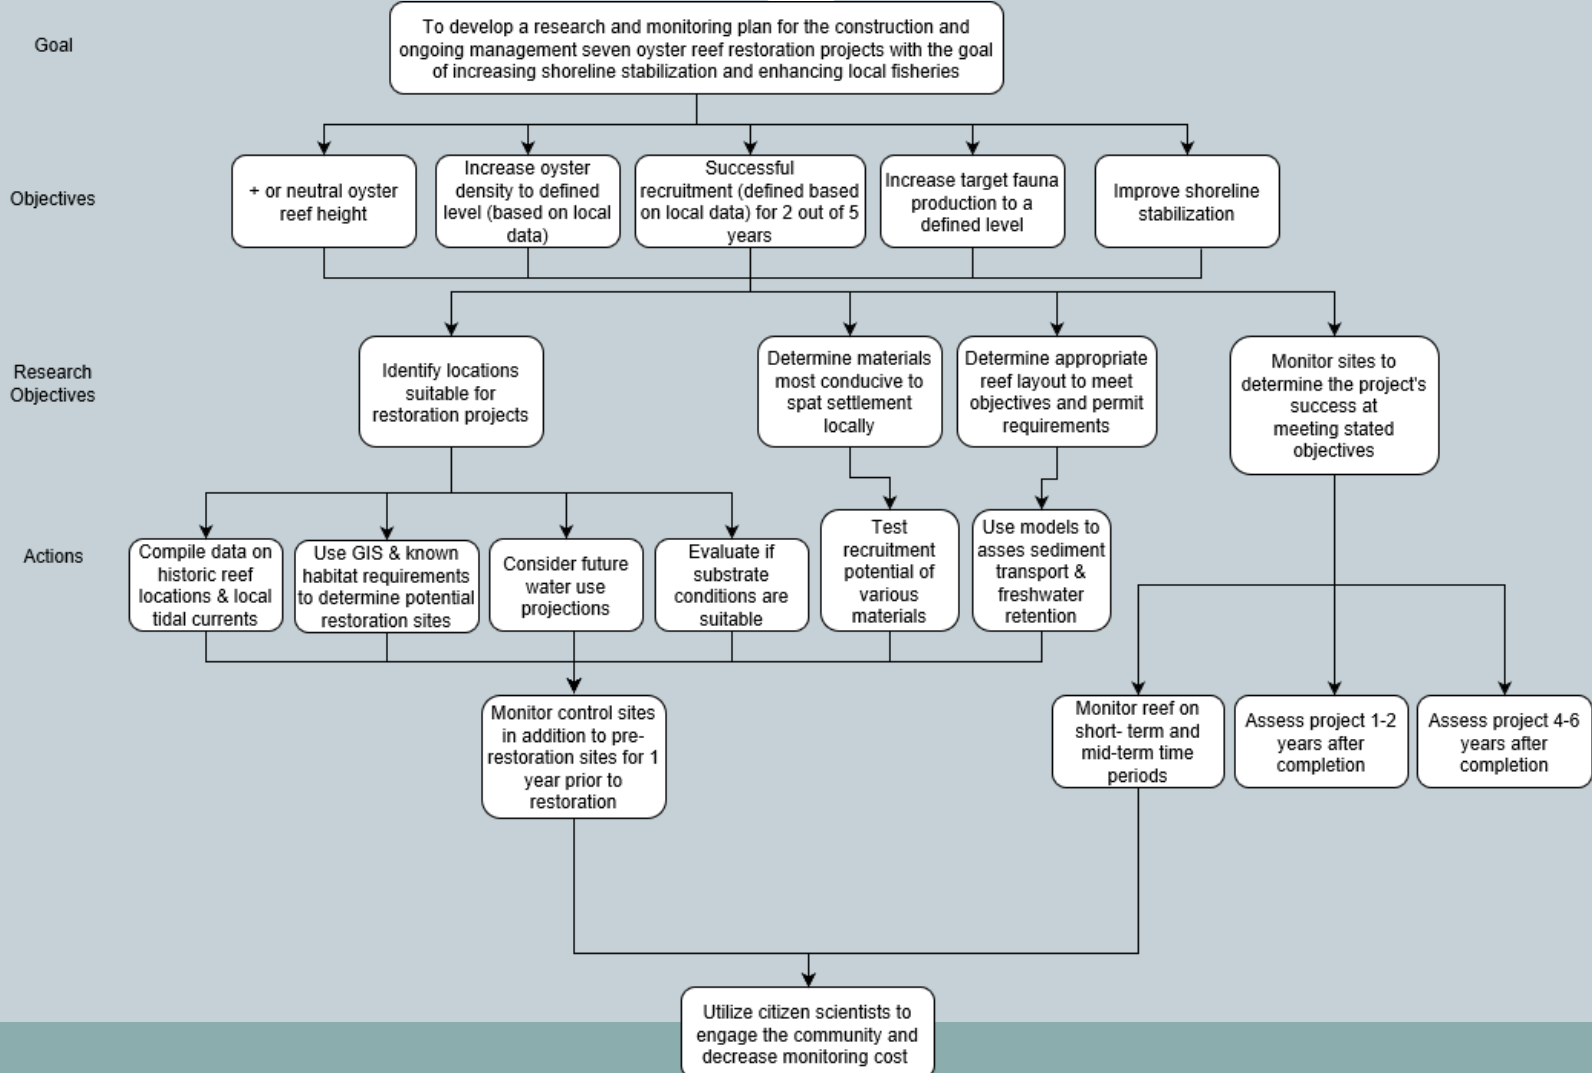 Goal
To develop a research and monitoring plan for the construction and
ongoing management seven oyster reef restoration projects with the goal
of increasing shoreline stabilization and enhancing local fisheries
Objectives
+ or neutral oyster
reef height
Increase oyster
density to defined
level (based on local
data)
Successful
recruitment (defined based
on local data) for 2 out of 5
years
Increase target fauna
production to a
defined level
Improve shoreline
stabilization
Research
Objectives
Identify locations
suitable for
restoration projects
Determine materials
most conducive to
spat settlement
locally
Determine appropriate
reef layout to meet
objectives and permit
requirements
Monitor sites to
determine the project's
success at
meeting stated
objectives
Actions
Compile data on
historic reef
locations & local
tidal currents
Use GIS & known
habitat requirements
to determine potential
restoration sites
Consider future
water use
projections
Evaluate if
substrate
conditions are
suitable
Test
recruitment
potential of
various
materials
Use models to
asses sediment
transport &
freshwater
retention
Monitor control sites
in addition to pre-
restoration sites for 1
year prior to
restoration
Monitor reef on
short- term and
mid-term time
periods
Assess project 1-2
years after
completion
Assess project 4-6
years after
completion
Utilize citizen scientists to
engage the community and
decrease monitoring cost